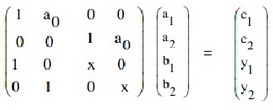 ( 1 a₀ 0 0 ) ( a₁ ) = ( c₁ )
( 0 0 1 a₀ ) ( a₂ ) ( c₂ )
( 1 0 x 0 ) ( b₁ ) ( y₁ )
( 0 1 0 x ) ( b₂ ) ( y₂ )